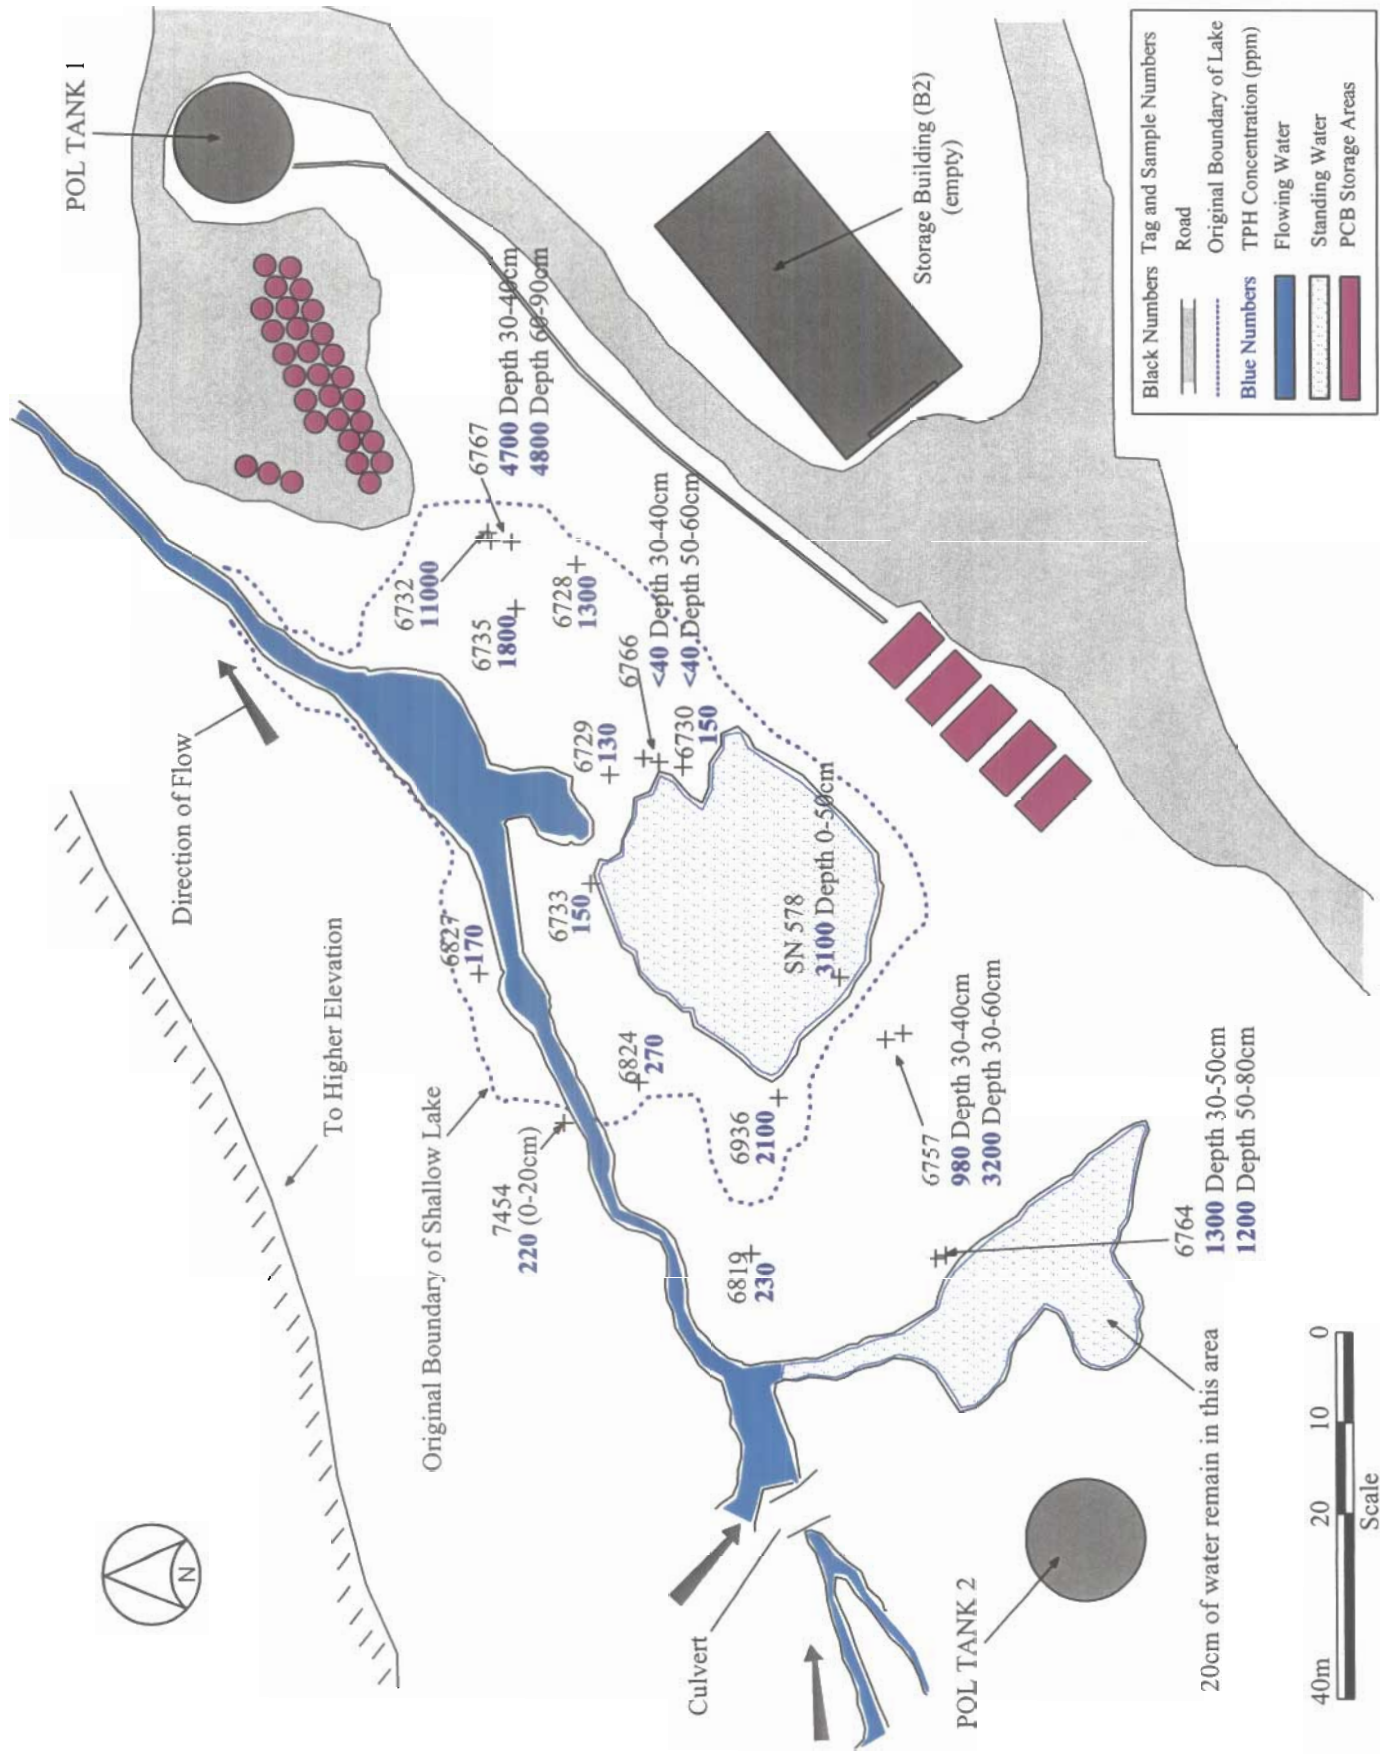 POL TANK 1
Direction of Flow
To Higher Elevation
Original Boundary of Shallow Lake
N
6732
11000
6767
4700 Depth 30-40cm
4800 Depth 60-90cm
6735
1800
6728
1300
6766
<40 Depth 30-40cm
<40 Depth 50-60cm
6729
130
6730
150
6733
150
6827
170
6824
270
SN 578
3100 Depth 0-50cm
7454
220 (0-20cm)
6936
2100
6757
980 Depth 30-40cm
3200 Depth 30-60cm
6819
230
6764
1300 Depth 30-50cm
1200 Depth 50-80cm
Storage Building (B2)
(empty)
Culvert
POL TANK 2
20cm of water remain in this area
40m 20 10 0
Scale
Black Numbers Tag and Sample Numbers
Road
Original Boundary of Lake
Blue Numbers TPH Concentration (ppm)
Flowing Water
Standing Water
PCB Storage Areas